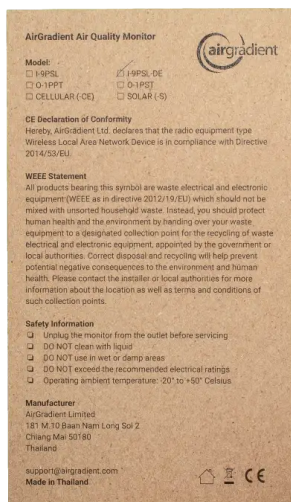 AirGradient Air Quality Monitor
airgradient
Model:
☐ I-9PSL ☐ I-9PSL-DE
☐ O-1PPT ☐ O-1PST
☐ CELLULAR (-CE) ☐ SOLAR (-S)
CE Declaration of Conformity
Hereby, AirGradient Ltd. declares that the radio equipment type
Wireless Local Area Network Device is in compliance with Directive
2014/53/EU.
WEEE Statement
All products bearing this symbol are waste electrical and electronic
equipment (WEEE as in directive 2012/19/EU) which should not be
mixed with unsorted household waste. Instead, you should protect
human health and the environment by handing over your waste
equipment to a designated collection point for the recycling of waste
electrical and electronic equipment, appointed by the government or
local authorities. Correct disposal and recycling will help prevent
potential negative consequences to the environment and human
health. Please contact the installer or local authorities for more
information about the location as well as terms and conditions of
such collection points.
Safety Information
❏ Unplug the monitor from the outlet before servicing
❏ DO NOT clean with liquid
❏ DO NOT use in wet or damp areas
❏ DO NOT exceed the recommended electrical ratings
❏ Operating ambient temperature: -20° to +50° Celsius
Manufacturer
AirGradient Limited
181 M.10 Baan Nam Long Soi 2
Chiang Mai 50180
Thailand
support@airgradient.com
Made in Thailand
CE